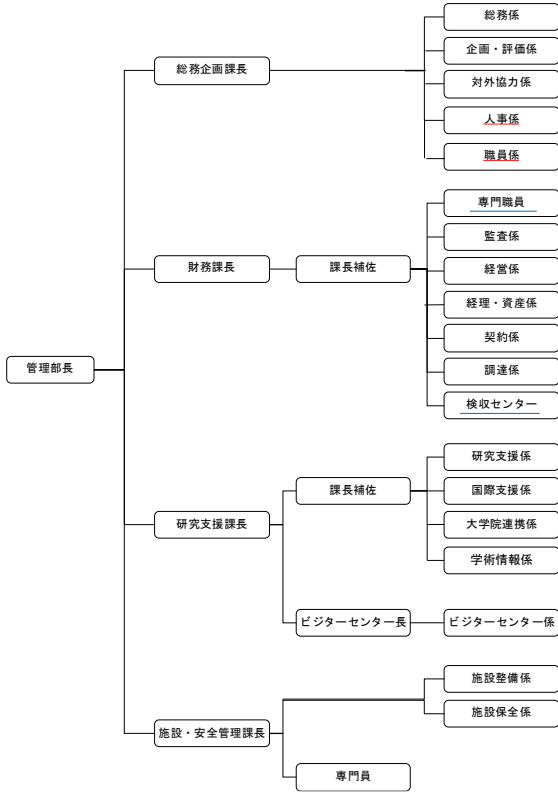 総務係
企画・評価係
総務企画課長
対外協力係
人事係
職員係
専門職員
監査係
財務課長
課長補佐
経営係
経理・資産係
契約係
管理部長
調達係
検収センター
研究支援係
課長補佐
国際支援係
研究支援課長
大学院連携係
学術情報係
ビジターセンター長
ビジターセンター係
施設整備係
施設保全係
施設・安全管理課長
専門員